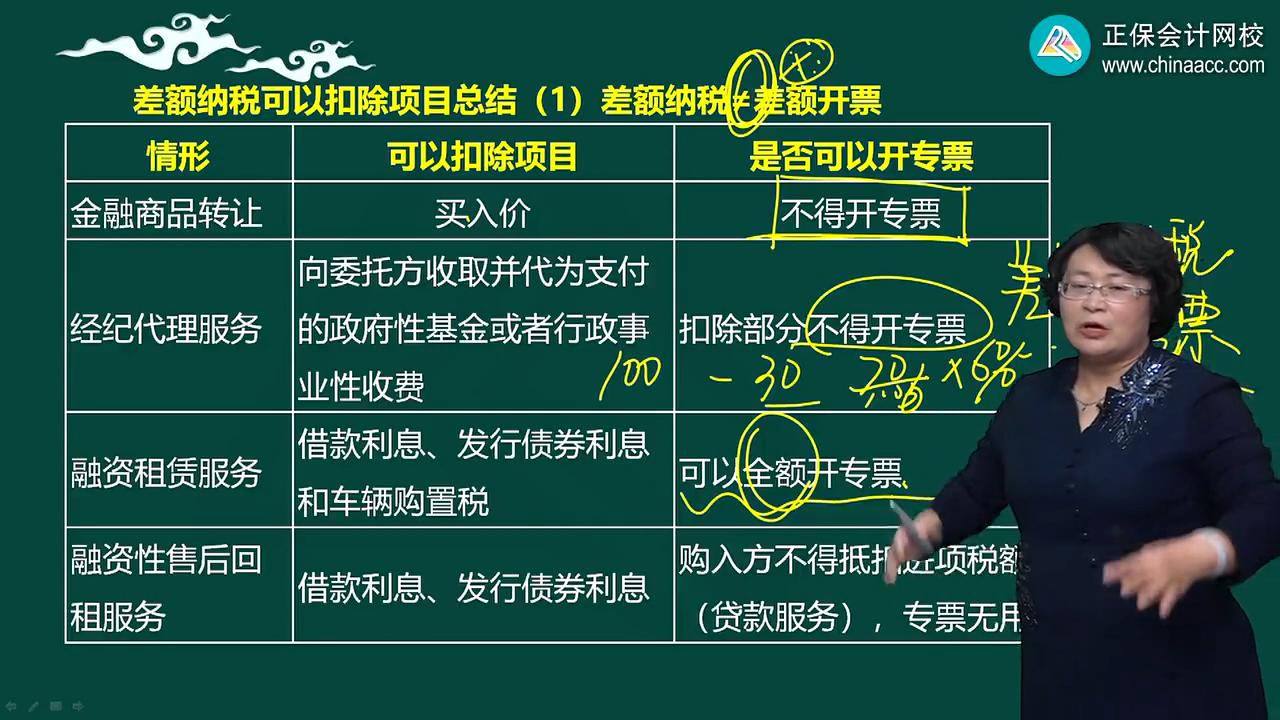 正保会计网校
www.chinaacc.com
差额纳税可以扣除项目总结（1）差额纳税≠差额开票
情形
可以扣除项目
是否可以开专票
金融商品转让
买入价
不得开专票
经纪代理服务
向委托方收取并代为支付
的政府性基金或者行政事
业性收费
扣除部分不得开专票
100
- 30
×6%
融资租赁服务
借款利息、发行债券利息
和车辆购置税
可以全额开专票
融资性售后回
租服务
借款利息、发行债券利息
购入方不得抵扣进项税额
（贷款服务），专票无用
差
税
票